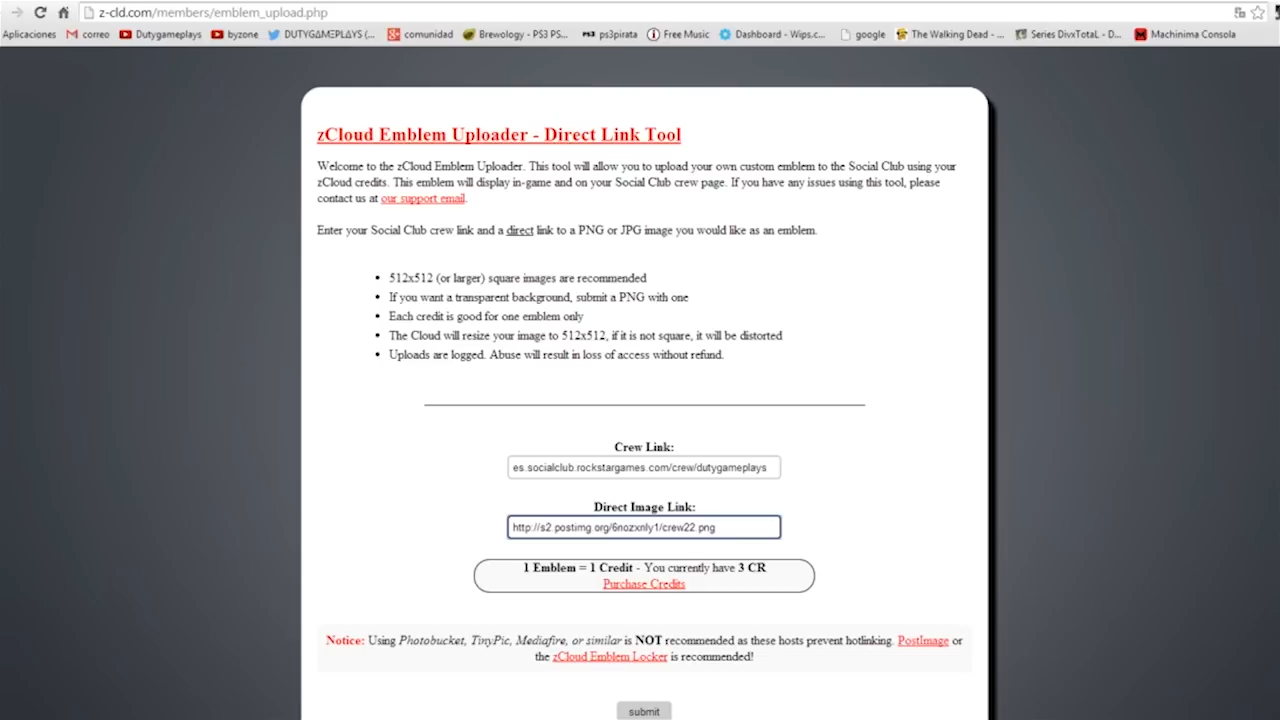 z-cld.com/members/emblem_upload.php
Aplicaciones correo Dutygameplays byzone DUTYGΔMΞPLΔYS (... comunidad Brewology - PS3 PS... ps3pirata Free Music Dashboard - Wips.c... google The Walking Dead - ... Series DivxTotaL - D... Machinima Consola
zCloud Emblem Uploader - Direct Link Tool
Welcome to the zCloud Emblem Uploader. This tool will allow you to upload your own custom emblem to the Social Club using your
zCloud credits. This emblem will display in-game and on your Social Club crew page. If you have any issues using this tool, please
contact us at our support email.
Enter your Social Club crew link and a direct link to a PNG or JPG image you would like as an emblem.
• 512x512 (or larger) square images are recommended
• If you want a transparent background, submit a PNG with one
• Each credit is good for one emblem only
• The Cloud will resize your image to 512x512, if it is not square, it will be distorted
• Uploads are logged. Abuse will result in loss of access without refund.
Crew Link:
es.socialclub.rockstargames.com/crew/dutygameplays
Direct Image Link:
http://s2.postimg.org/6nozxnly1/crew22.png
1 Emblem = 1 Credit - You currently have 3 CR
Purchase Credits
Notice: Using Photobucket, TinyPic, Mediafire, or similar is NOT recommended as these hosts prevent hotlinking. PostImage or
the zCloud Emblem Locker is recommended!
submit